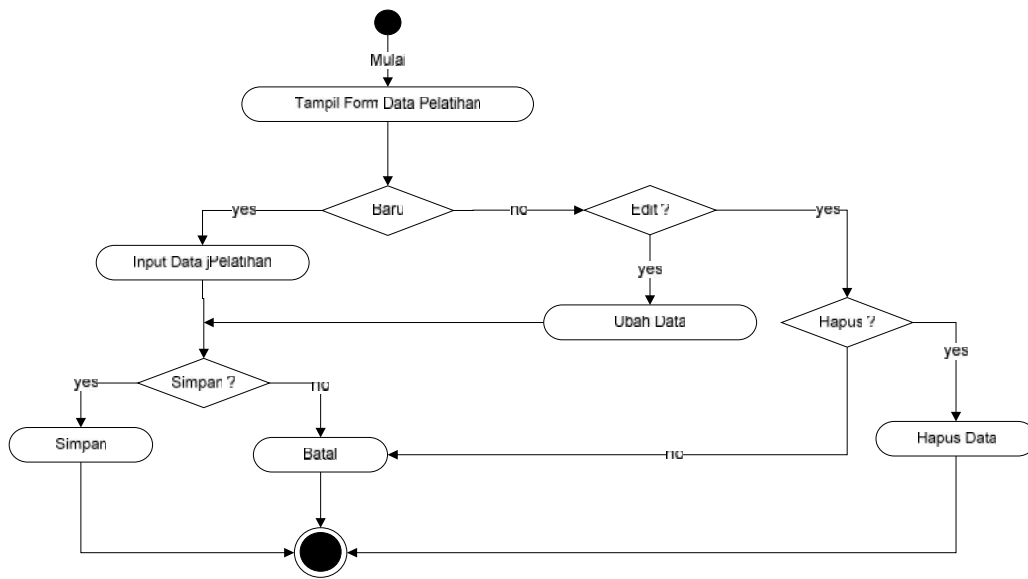 Mulai
Tampil Form Data Pelatihan
yes
Baru
no
Edit ?
yes
Input Data jPelatihan
yes
Ubah Data
Hapus ?
yes
yes
Simpan ?
no
Simpan
Batal
no
Hapus Data